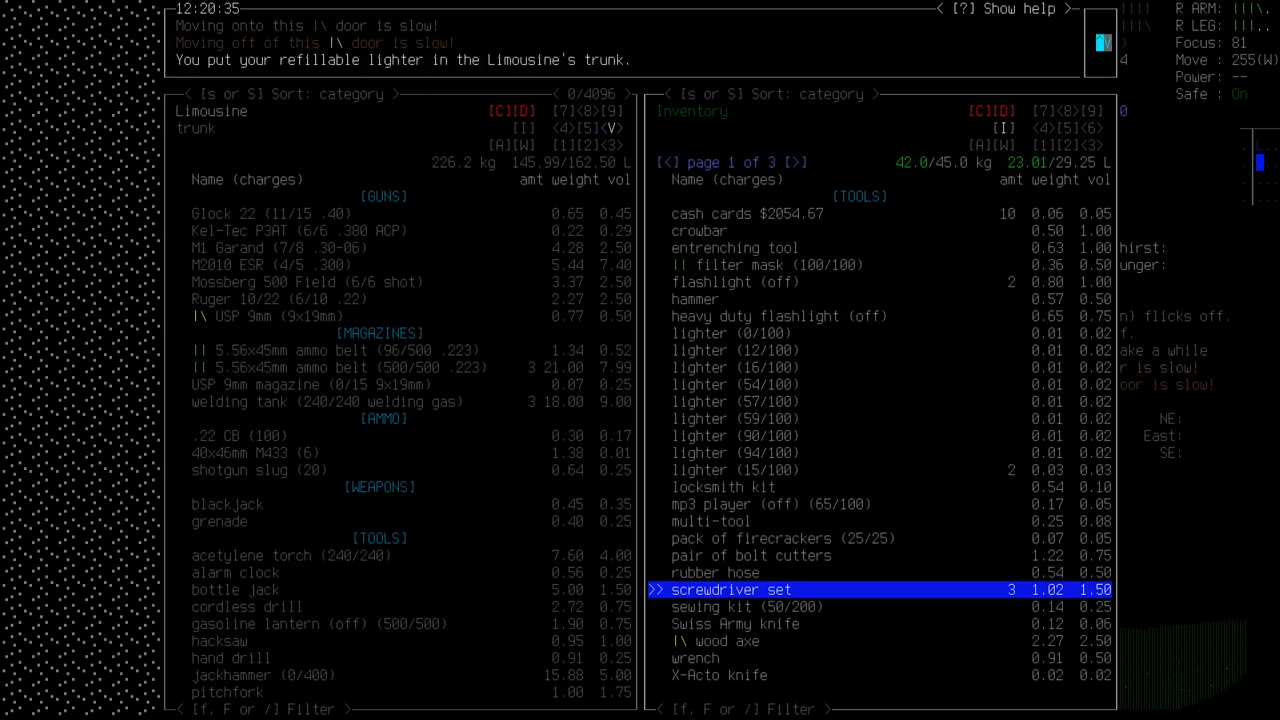 12:20:35
< [?] Show help >
Moving onto this |\ door is slow!
Moving off of this |\ door is slow!
You put your refillable lighter in the Limousine's trunk.
^V
R ARM: |||\.
R LEG: |||..
Focus: 81
4 Move : 255(W)
Power: --
Safe : On
< [s or S] Sort: category > < 0/4096 >
Limousine [C][D] [7]<8>[9]
trunk [I] <4>[5]<V>
[A][W] [1][2]<3>
226.2 kg 145.99/162.50 L
Name (charges) amt weight vol
[GUNS]
Glock 22 (11/15 .40) 0.65 0.45
Kel-Tec P3AT (6/6 .380 ACP) 0.22 0.29
M1 Garand (7/8 .30-06) 4.28 2.50
M2010 ESR (4/5 .300) 5.44 7.40
Mossberg 500 Field (6/6 shot) 3.37 2.50
Ruger 10/22 (6/10 .22) 2.27 2.50
|\ USP 9mm (9x19mm) 0.77 0.50
[MAGAZINES]
|| 5.56x45mm ammo belt (96/500 .223) 1.34 0.52
|| 5.56x45mm ammo belt (500/500 .223) 3 21.00 7.99
USP 9mm magazine (0/15 9x19mm) 0.07 0.25
welding tank (240/240 welding gas) 3 18.00 9.00
[AMMO]
.22 CB (100) 0.30 0.17
40x46mm M433 (6) 1.38 0.01
shotgun slug (20) 0.64 0.25
[WEAPONS]
blackjack 0.45 0.35
grenade 0.40 0.25
[TOOLS]
acetylene torch (240/240) 7.60 4.00
alarm clock 0.56 0.25
bottle jack 5.00 1.50
cordless drill 2.72 0.75
gasoline lantern (off) (500/500) 1.90 0.75
hacksaw 0.95 1.00
hand drill 0.91 0.25
jackhammer (0/400) 15.88 5.00
pitchfork 1.00 1.75
< [f, F or /] Filter >
< [s or S] Sort: category >
Inventory [C][D] [7]<8>[9]
[I] <4>[5]<6>
[A][W] [1][2]<3>
[<] page 1 of 3 [>] 42.0/45.0 kg 23.01/29.25 L
Name (charges) amt weight vol
[TOOLS]
cash cards $2054.67 10 0.06 0.05
crowbar 0.50 1.00
entrenching tool 0.63 1.00
|| filter mask (100/100) 0.36 0.50
flashlight (off) 2 0.80 1.00
hammer 0.57 0.50
heavy duty flashlight (off) 0.65 0.75
lighter (0/100) 0.01 0.02
lighter (12/100) 0.01 0.02
lighter (16/100) 0.01 0.02
lighter (54/100) 0.01 0.02
lighter (57/100) 0.01 0.02
lighter (59/100) 0.01 0.02
lighter (90/100) 0.01 0.02
lighter (94/100) 0.01 0.02
lighter (15/100) 2 0.03 0.03
locksmith kit 0.54 0.10
mp3 player (off) (65/100) 0.17 0.05
multi-tool 0.25 0.08
pack of firecrackers (25/25) 0.07 0.05
pair of bolt cutters 1.22 0.75
rubber hose 0.54 0.50
>> screwdriver set 3 1.02 1.50
sewing kit (50/200) 0.14 0.25
Swiss Army knife 0.12 0.06
|\ wood axe 2.27 2.50
wrench 0.91 0.50
X-Acto knife 0.02 0.02
< [f, F or /] Filter >
0
hirst:
unger:
n) flicks off.
f.
ake a while
r is slow!
oor is slow!
NE:
East:
SE: